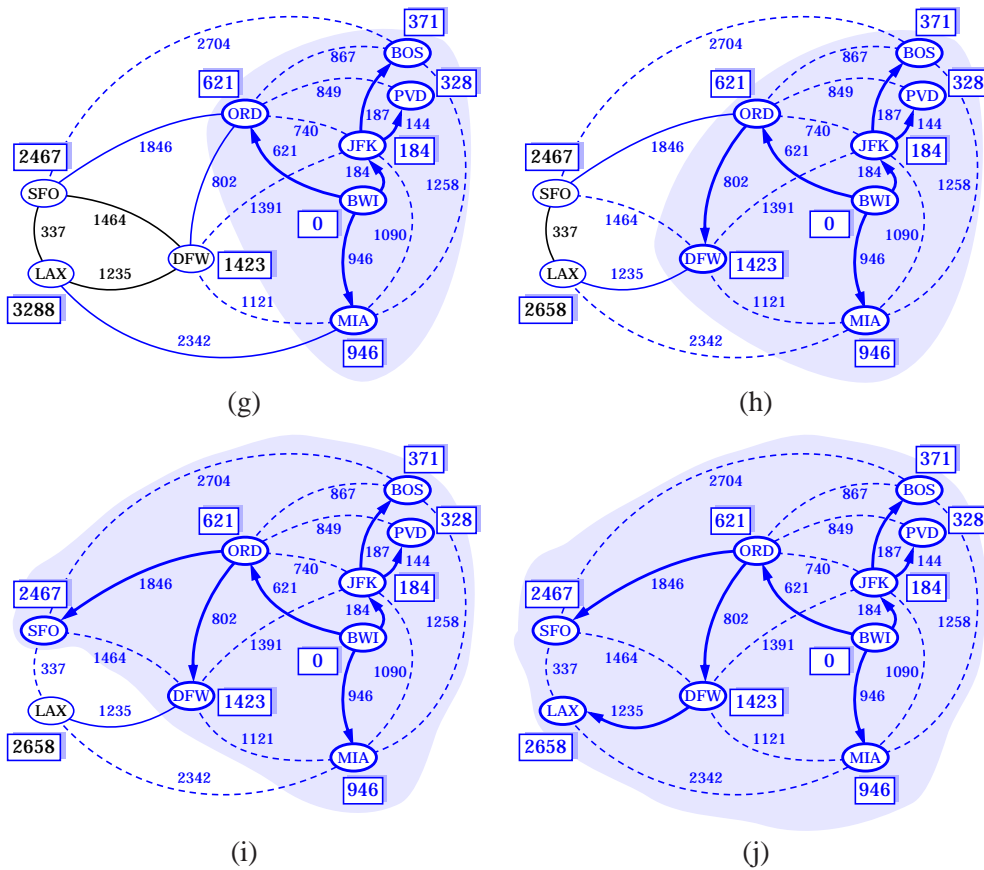 371
2704
BOS
867
328
621
PVD
849
ORD
187
144
740
JFK
2467
1846
621
184
184
1258
SFO
802
1391
BWI
1464
0
337
1090
946
DFW
1423
LAX
1235
1121
3288
MIA
2342
946
(g)
371
2704
BOS
867
328
621
PVD
849
ORD
187
144
740
JFK
2467
1846
621
184
184
1258
SFO
802
1391
BWI
1464
0
337
1090
946
DFW
1423
LAX
1235
1121
2658
MIA
2342
946
(h)
371
2704
BOS
867
328
621
PVD
849
ORD
187
144
740
JFK
2467
1846
621
184
184
1258
SFO
802
1391
BWI
1464
0
337
1090
946
DFW
1423
LAX
1235
1121
2658
MIA
2342
946
(i)
371
2704
BOS
867
328
621
PVD
849
ORD
187
144
740
JFK
2467
1846
621
184
184
1258
SFO
802
1391
BWI
1464
0
337
1090
946
DFW
1423
LAX
1235
1121
2658
MIA
2342
946
(j)